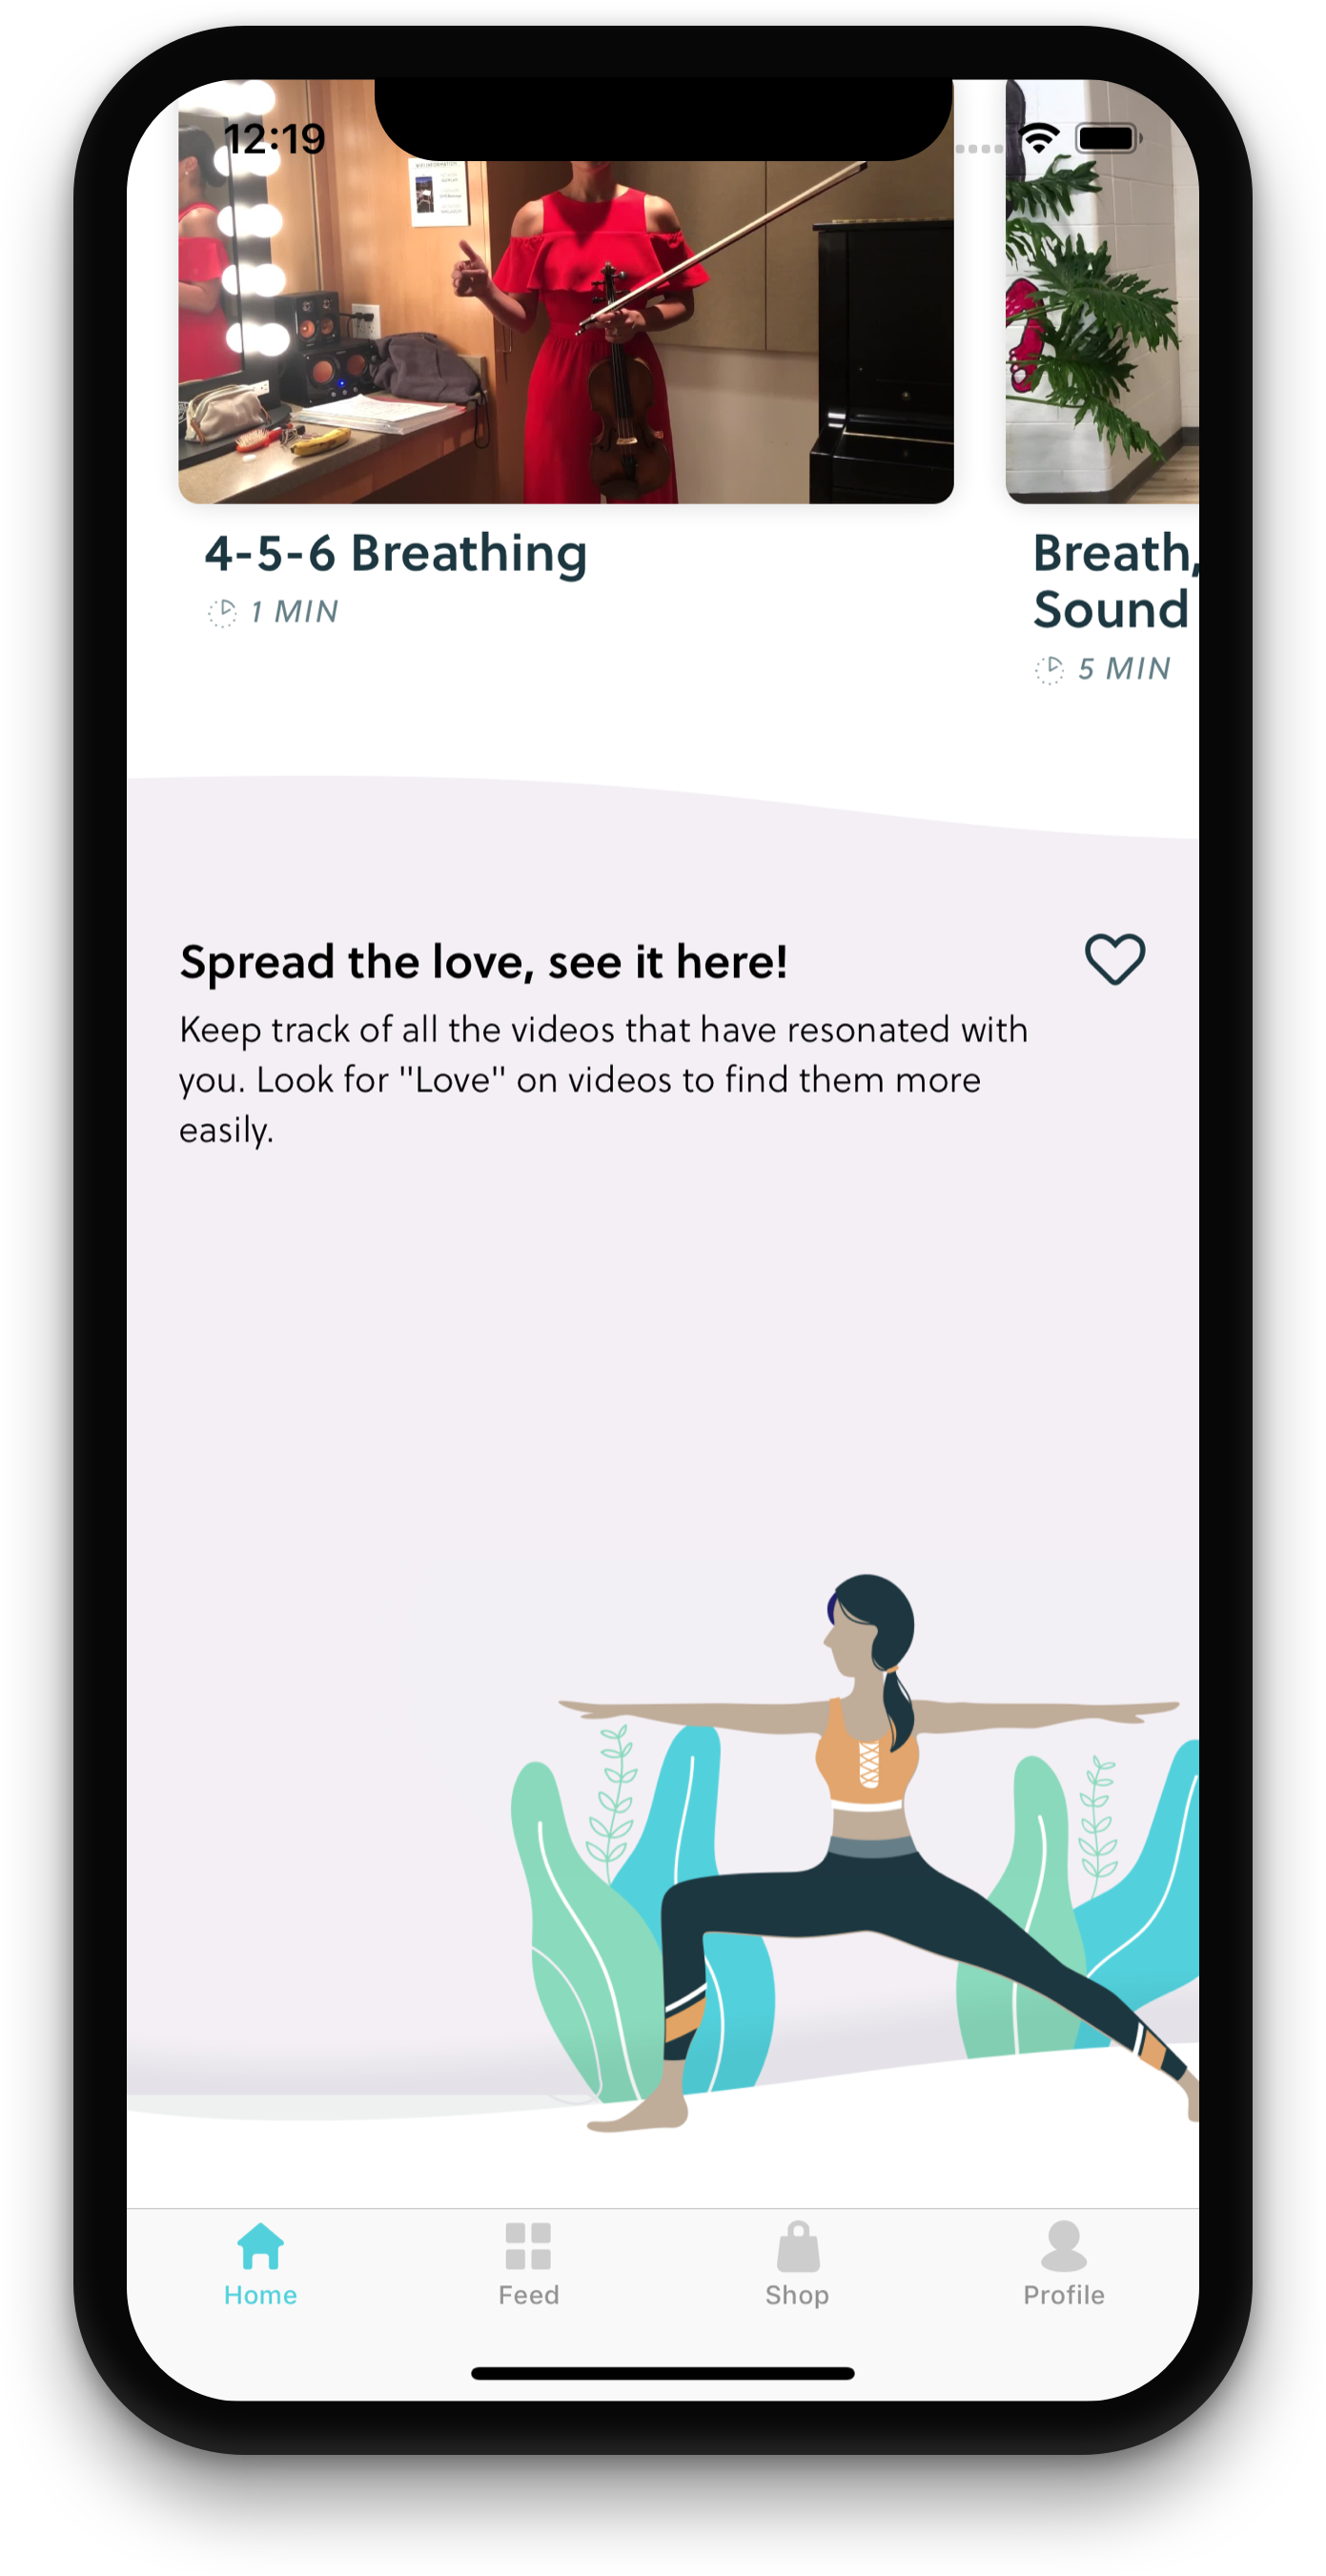 12:19
4-5-6 Breathing
1 MIN
Breath,
Sound
5 MIN
Spread the love, see it here!
Keep track of all the videos that have resonated with
you. Look for "Love" on videos to find them more
easily.
Home
Feed
Shop
Profile